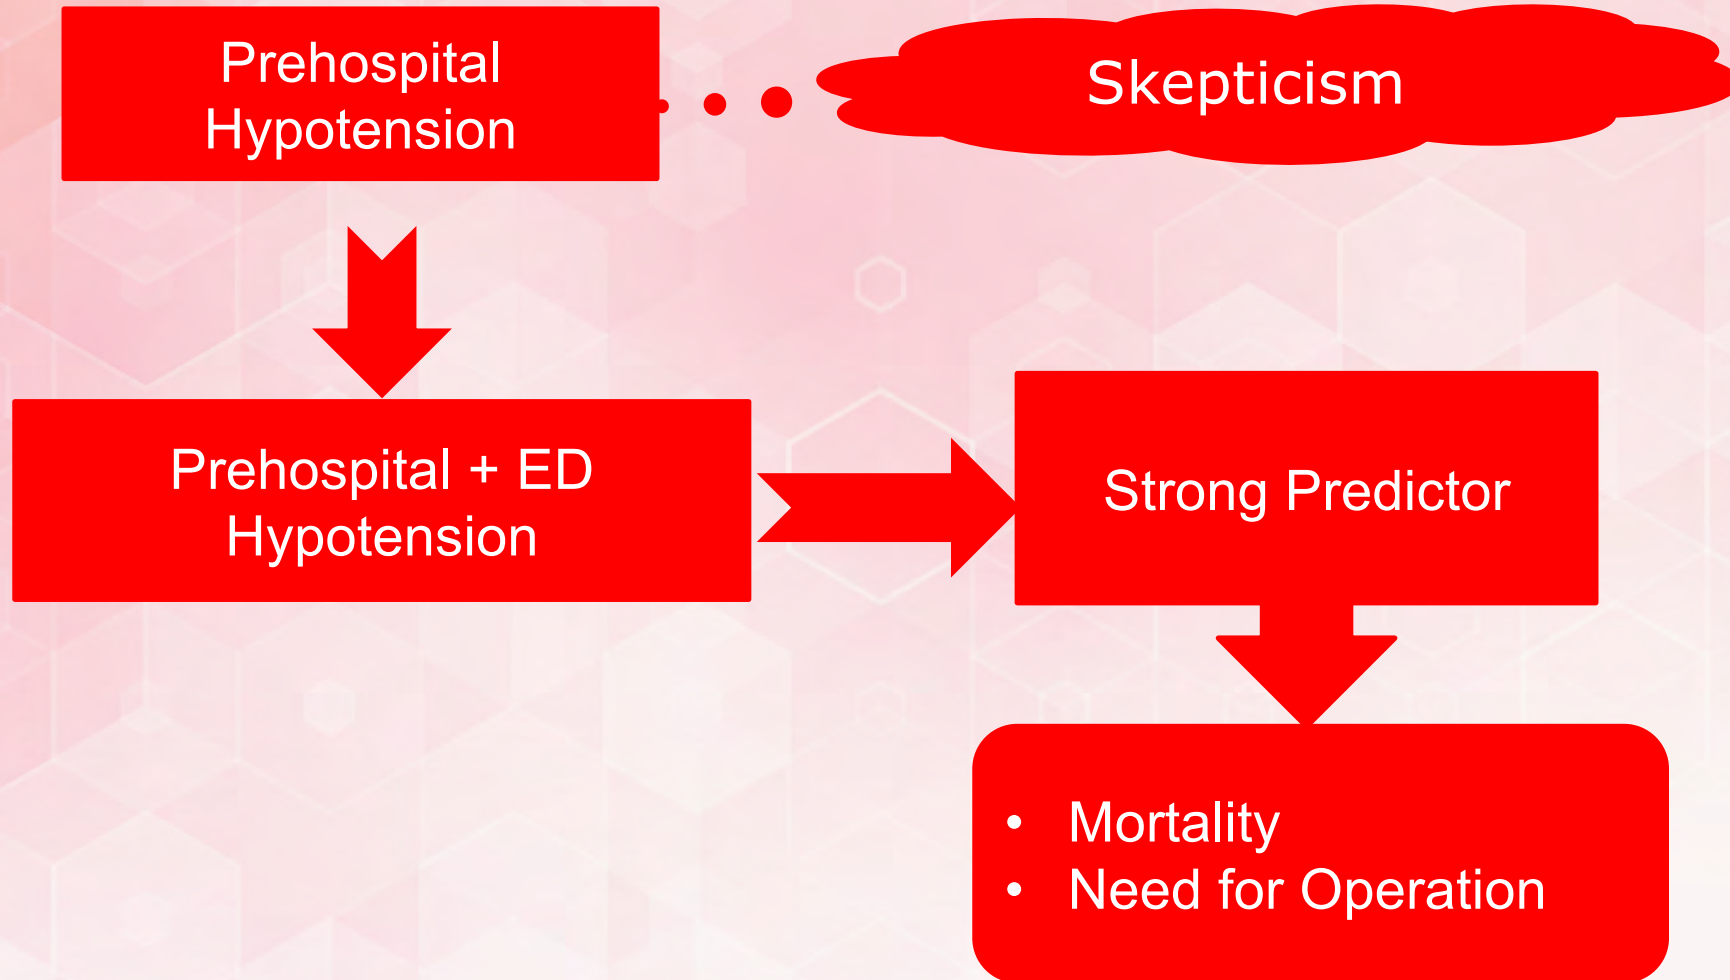 Prehospital
Hypotension
Skepticism
Prehospital + ED
Hypotension
Strong Predictor
• Mortality
• Need for Operation